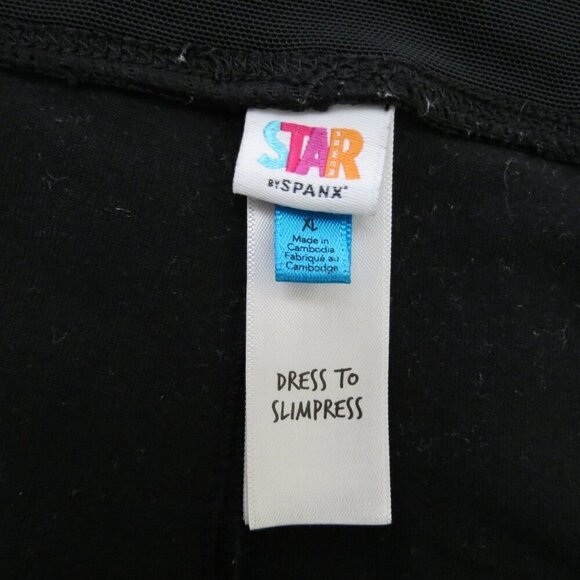 STAR
BY SPANX®
XL
Made in
Cambodia
Fabriqué au
Cambodge
DRESS TO
SLIMPRESS